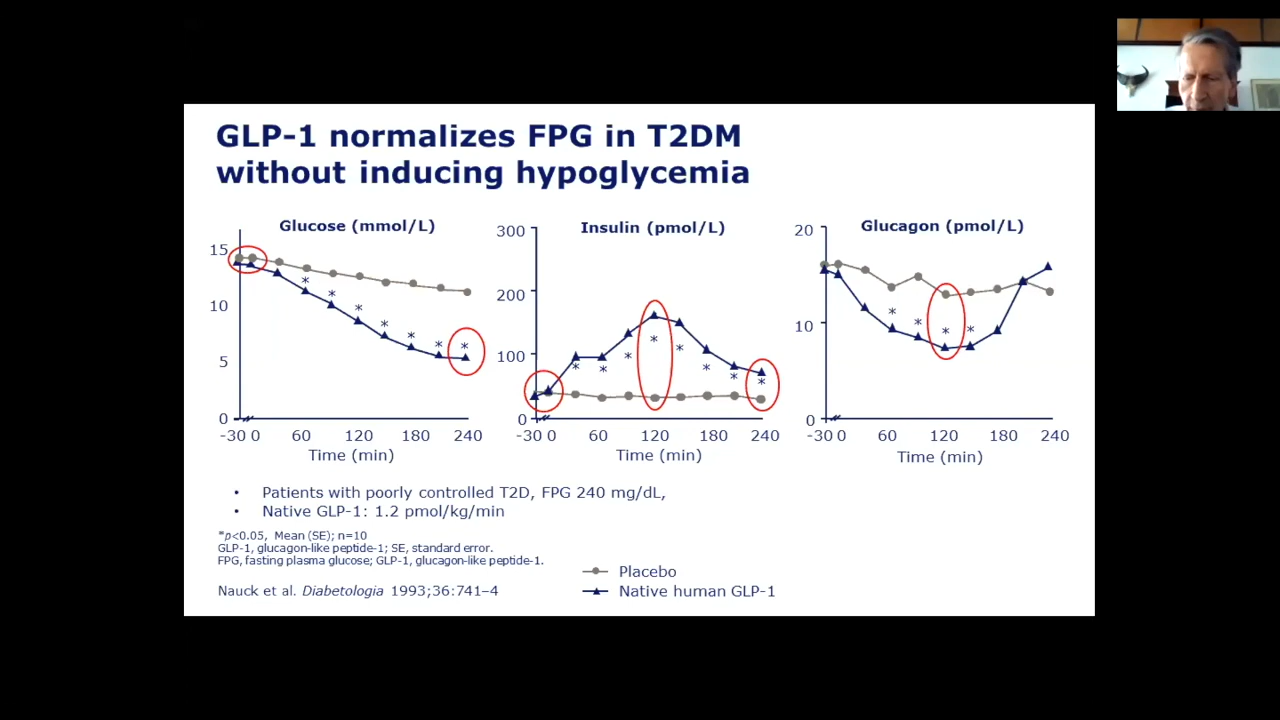 GLP-1 normalizes FPG in T2DM
without inducing hypoglycemia
Glucose (mmol/L)
15
10
5
0
* * * * * * *
-30 0 60 120 180 240
Time (min)
Insulin (pmol/L)
300
200
100
0
* * * * * * * *
-30 0 60 120 180 240
Time (min)
Glucagon (pmol/L)
20
10
0
* * * *
-30 0 60 120 180 240
Time (min)
• Patients with poorly controlled T2D, FPG 240 mg/dL,
• Native GLP-1: 1.2 pmol/kg/min
*p<0.05, Mean (SE); n=10
GLP-1, glucagon-like peptide-1; SE, standard error.
FPG, fasting plasma glucose; GLP-1, glucagon-like peptide-1.
Nauck et al. Diabetologia 1993;36:741–4
Placebo
Native human GLP-1